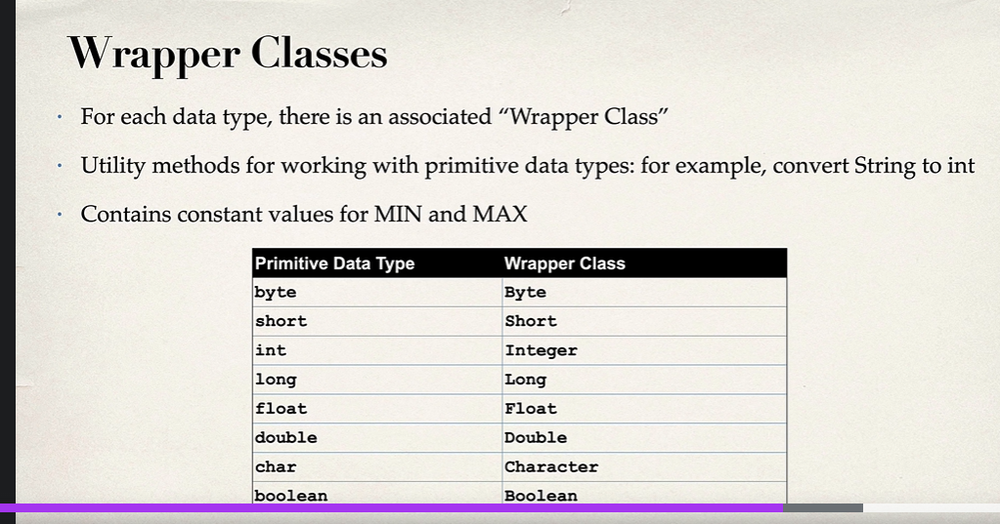 Wrapper Classes
· For each data type, there is an associated “Wrapper Class”
· Utility methods for working with primitive data types: for example, convert String to int
· Contains constant values for MIN and MAX
Primitive Data Type Wrapper Class
byte Byte
short Short
int Integer
long Long
float Float
double Double
char Character
boolean Boolean